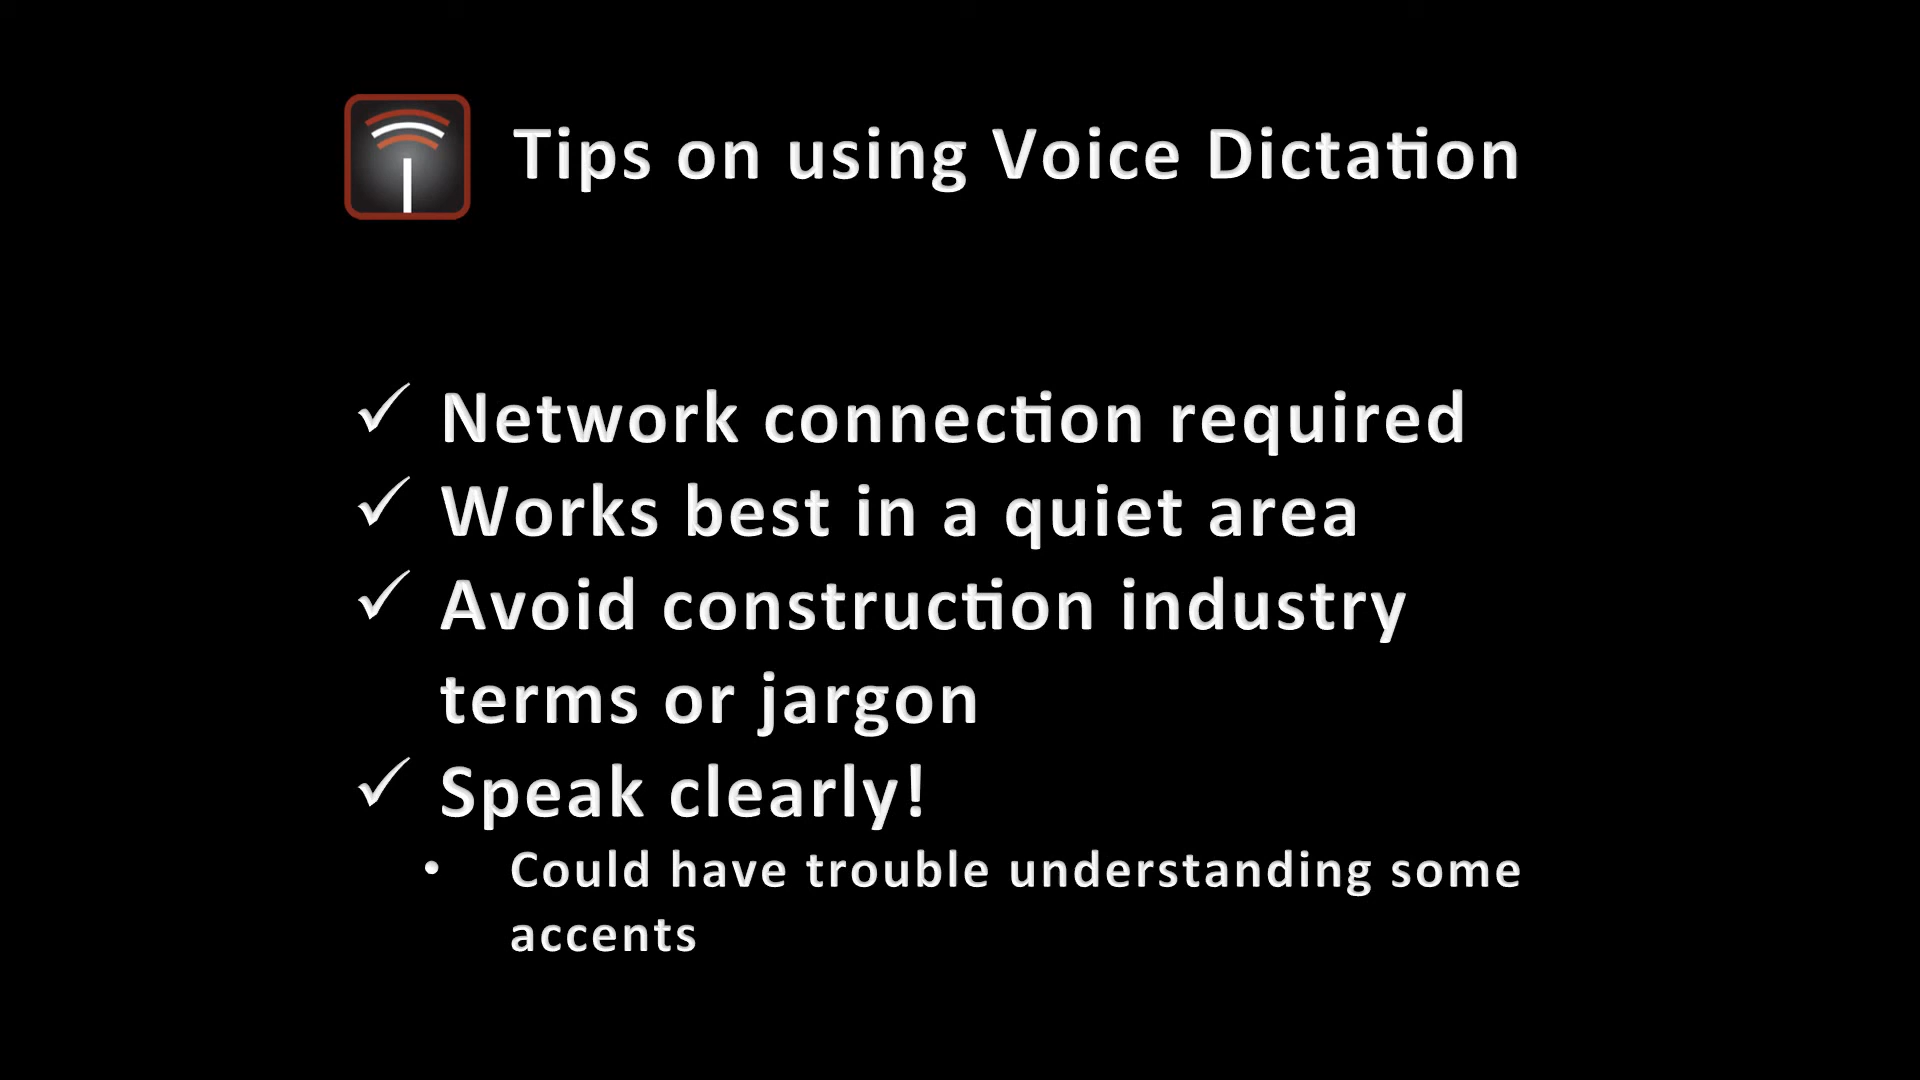 Tips on using Voice Dictation
✓ Network connection required
✓ Works best in a quiet area
✓ Avoid construction industry
terms or jargon
✓ Speak clearly!
• Could have trouble understanding some
accents